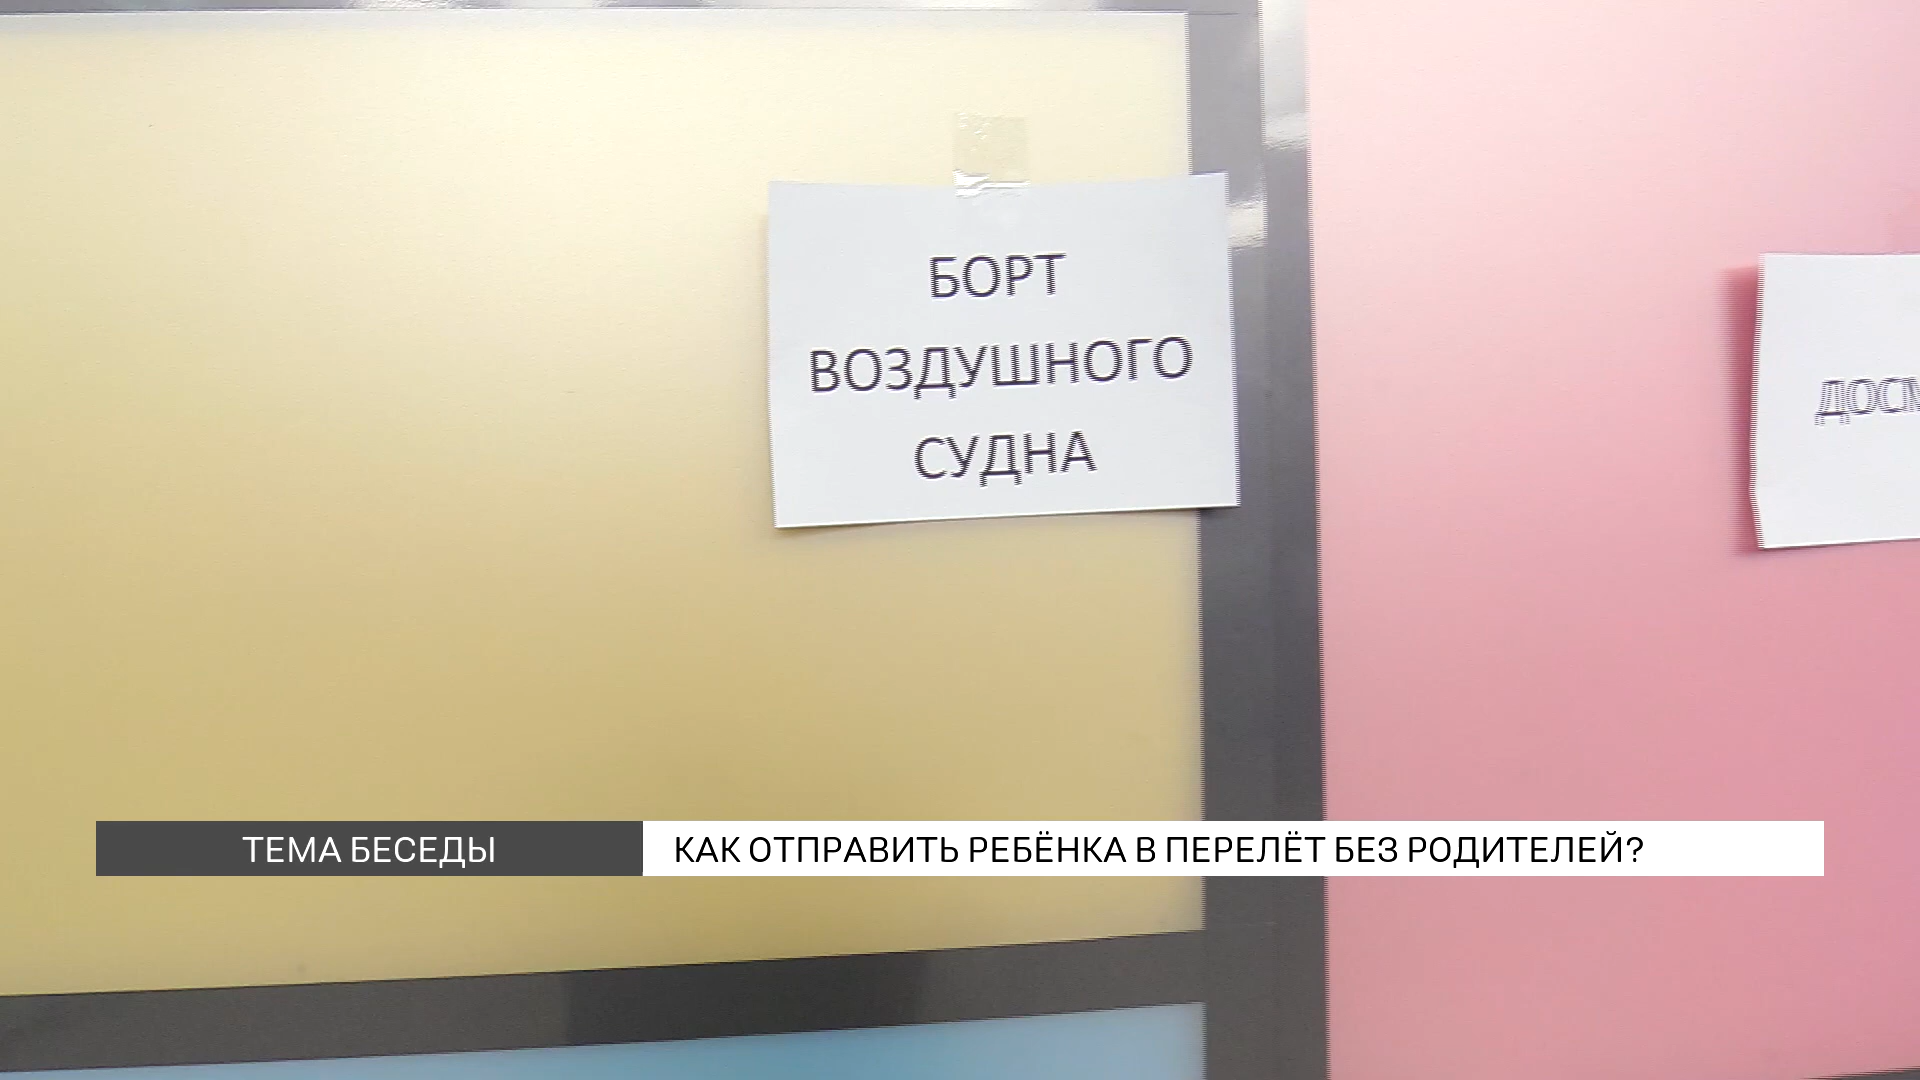 БОРТ
ВОЗДУШНОГО
СУДНА
ТЕМА БЕСЕДЫ
КАК ОТПРАВИТЬ РЕБЁНКА В ПЕРЕЛЁТ БЕЗ РОДИТЕЛЕЙ?